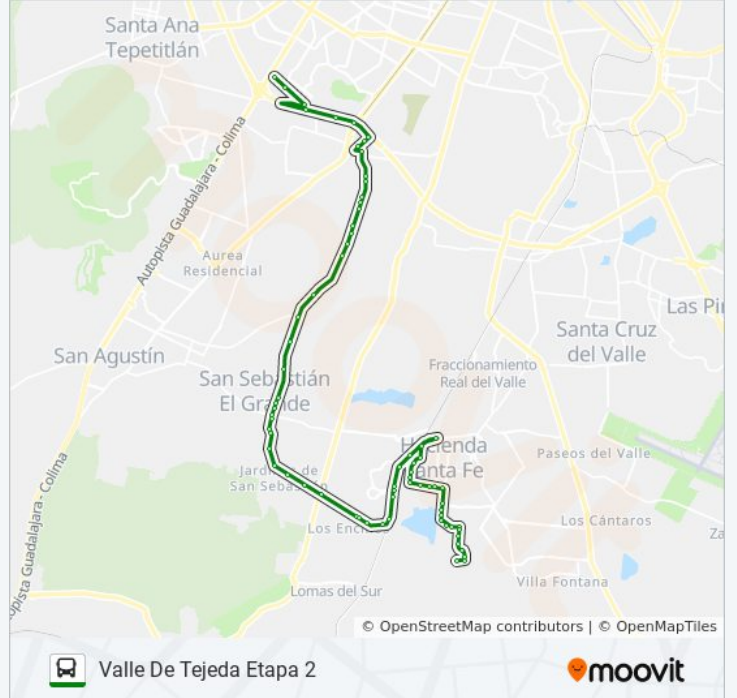 Santa Ana
Tepetitlán
Autopista Guadalajara - Colima
Aurea
Residencial
Las Pi
Santa Cruz
del Valle
San Agustín
Fraccionamiento
Real del Valle
San Sebastián
El Grande
Hacienda
Santa Fe
Paseos del Valle
Jardines de
San Sebastián
Autopista Guadalajara - Colima
Los Encinos
Los Cántaros
Za
Lomas del Sur
Villa Fontana
© OpenStreetMap contributors | © OpenMapTiles
Valle De Tejeda Etapa 2
moovit